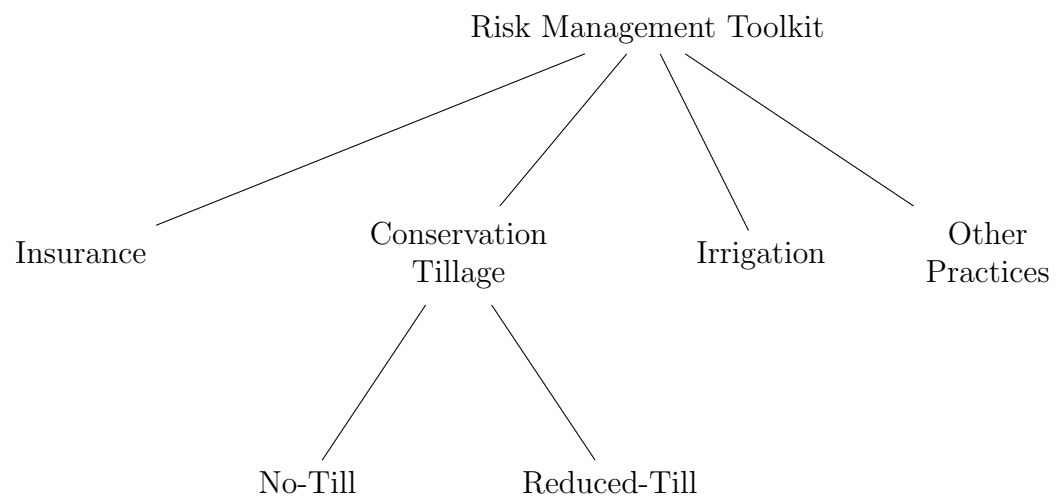 Risk Management Toolkit
Insurance
Conservation
Tillage
Irrigation
Other
Practices
No-Till
Reduced-Till